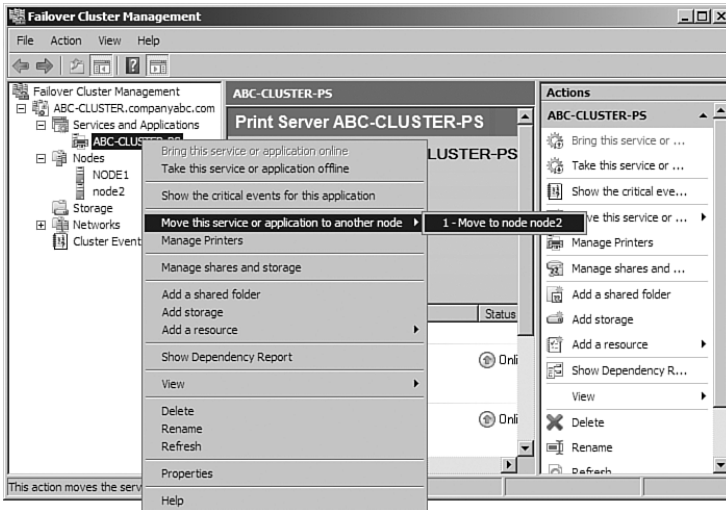 Failover Cluster Management
File Action View Help
Failover Cluster Management
ABC-CLUSTER.companyabc.com
Services and Applications
ABC-CLUSTER-PS
Nodes
NODE1
node2
Storage
Networks
Cluster Event
ABC-CLUSTER-PS
Print Server ABC-CLUSTER-PS
LUSTER-PS
Status
Onli
Onli
Bring this service or application online
Take this service or application offline
Show the critical events for this application
Move this service or application to another node
1 - Move to node node2
Manage Printers
Manage shares and storage
Add a shared folder
Add storage
Add a resource
Show Dependency Report
View
Delete
Rename
Refresh
Properties
Help
Actions
ABC-CLUSTER-PS
Bring this service or ...
Take this service or ...
Show the critical eve...
ve this service or ...
Manage Printers
Manage shares and ...
Add a shared folder
Add storage
Add a resource
Show Dependency R...
View
Delete
Rename
Refresh
This action moves the serv